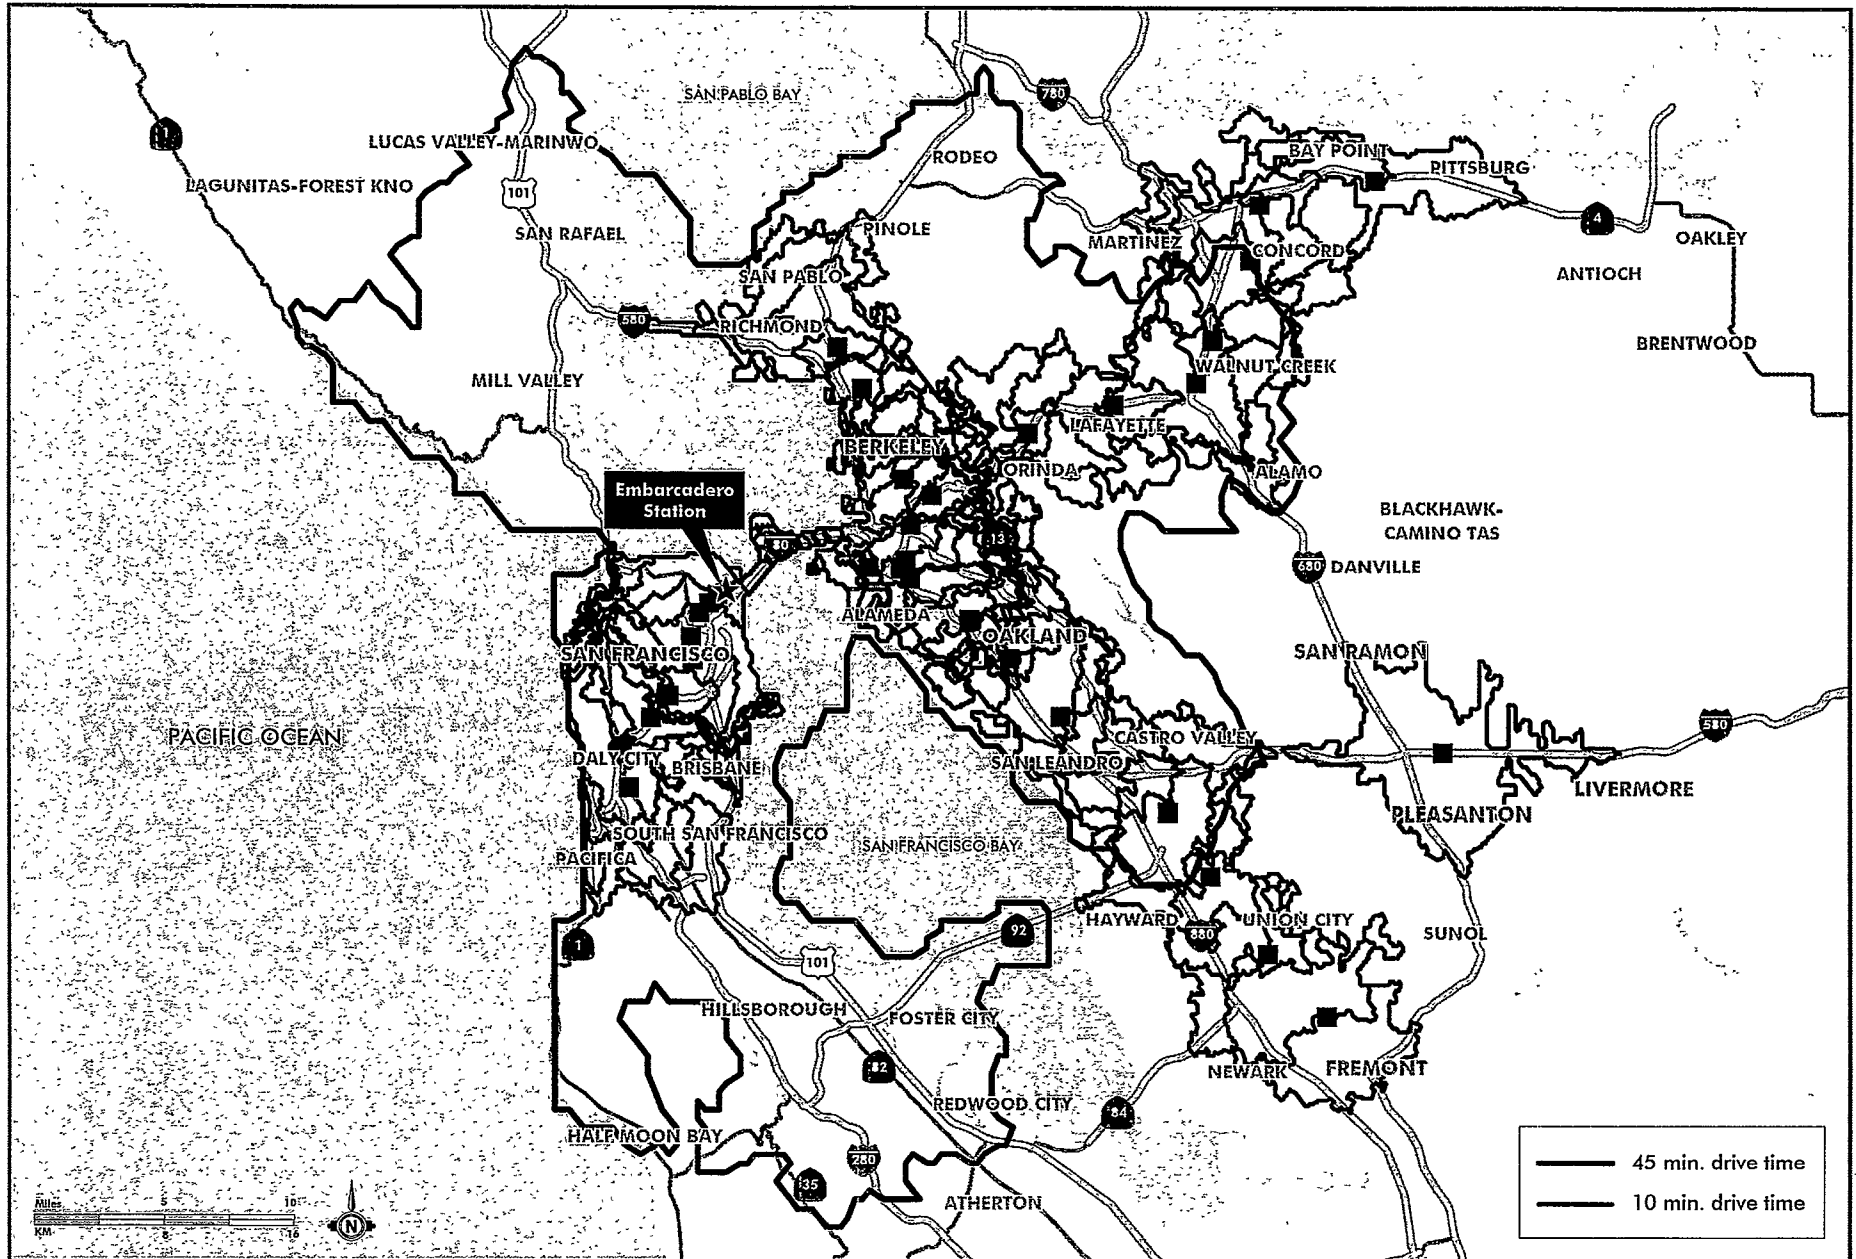 SAN PABLO BAY
780
1
LUCAS VALLEY-MARINWO
RODEO
BAY POINT
PITTSBURG
LAGUNITAS-FOREST KNO
101
SAN RAFAEL
PINOLE
MARTINEZ
CONCORD
4
OAKLEY
SAN PABLO
ANTIOCH
580
RICHMOND
BRENTWOOD
MILL VALLEY
WALNUT CREEK
LAFAYETTE
BERKELEY
ORINDA
ALAMO
Embarcadero
Station
BLACKHAWK-
CAMINO TAS
13
680
DANVILLE
ALAMEDA
OAKLAND
SAN FRANCISCO
SAN RAMON
PACIFIC OCEAN
CASTRO VALLEY
580
DALY CITY
BRISBANE
SAN LEANDRO
LIVERMORE
PLEASANTON
SOUTH SAN FRANCISCO
PACIFICA
SAN FRANCISCO BAY
HAYWARD
UNION CITY
92
880
SUNOL
1
101
HILLSBOROUGH
FOSTER CITY
82
NEWARK
FREMONT
REDWOOD CITY
84
HALF MOON BAY
280
35
ATHERTON
45 min. drive time
10 min. drive time
Miles 5 10
KM 8 16
N